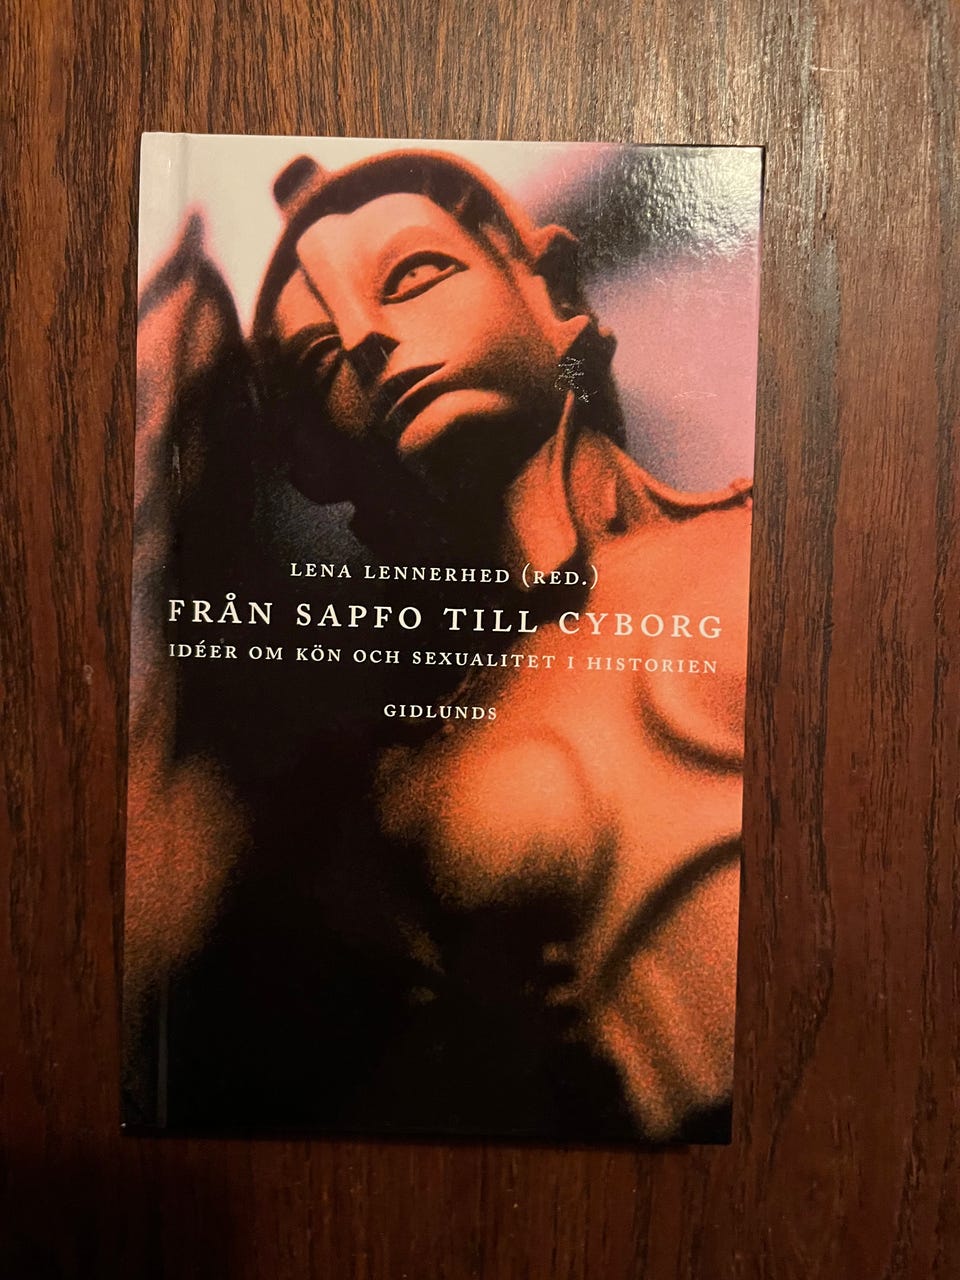 LENA LENNERHED (RED.)
FRÅN SAPFO TILL CYBORG
IDÉER OM KÖN OCH SEXUALITET I HISTORIEN
GIDLUNDS